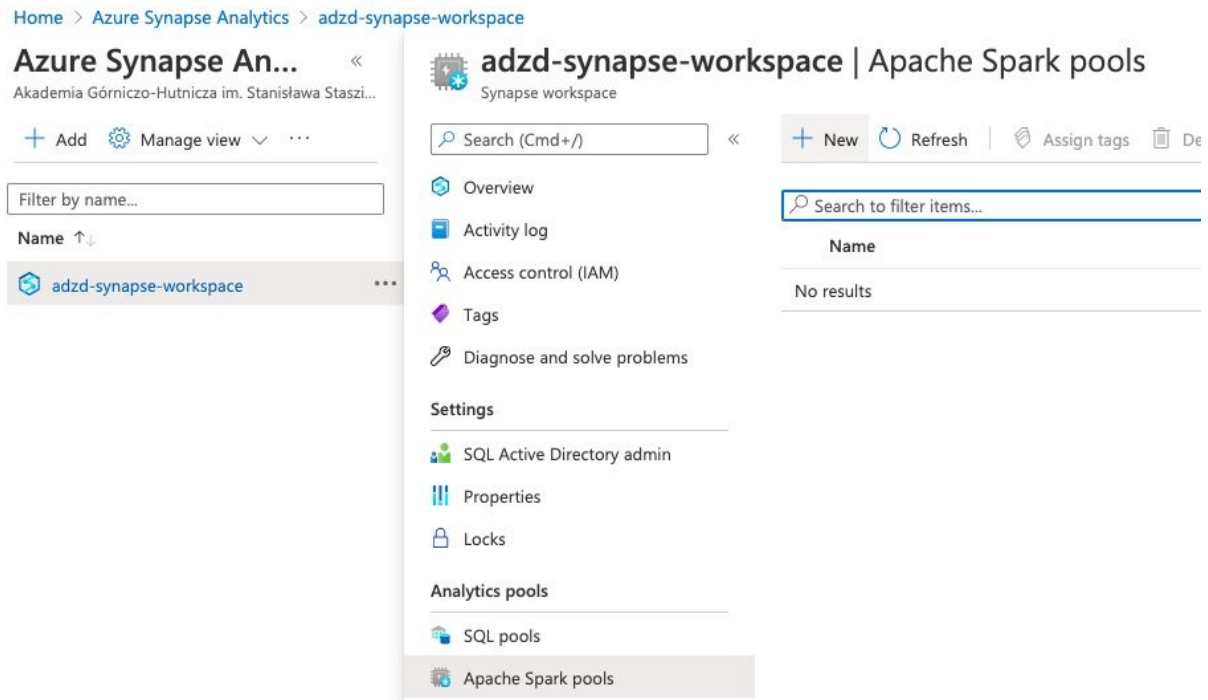 Home > Azure Synapse Analytics > adzd-synapse-workspace
Azure Synapse An...
Akademia Górniczo-Hutnicza im. Stanisława Staszi...
Add Manage view ...
Filter by name...
Name
adzd-synapse-workspace ...
adzd-synapse-workspace | Apache Spark pools
Synapse workspace
Search (Cmd+/)
Overview
Activity log
Access control (IAM)
Tags
Diagnose and solve problems
Settings
SQL Active Directory admin
Properties
Locks
Analytics pools
SQL pools
Apache Spark pools
New Refresh Assign tags De
Search to filter items...
Name
No results